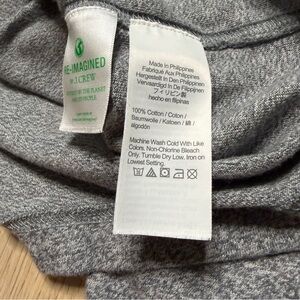 RE-IMAGINED
by J.CREW
Made in Philippines
Fabriqué Aux Philippines
Hergestellt in Den Philippinen
Vervaardigd In De Filippijnen
フィリピン製
hecho en filipinas
100% Cotton / Coton /
Baumwolle / Katoen / 綿 /
algodón
Machine Wash Cold With Like
Colors, Non-Chlorine Bleach
Only, Tumble Dry Low, Iron on
Lowest Setting.